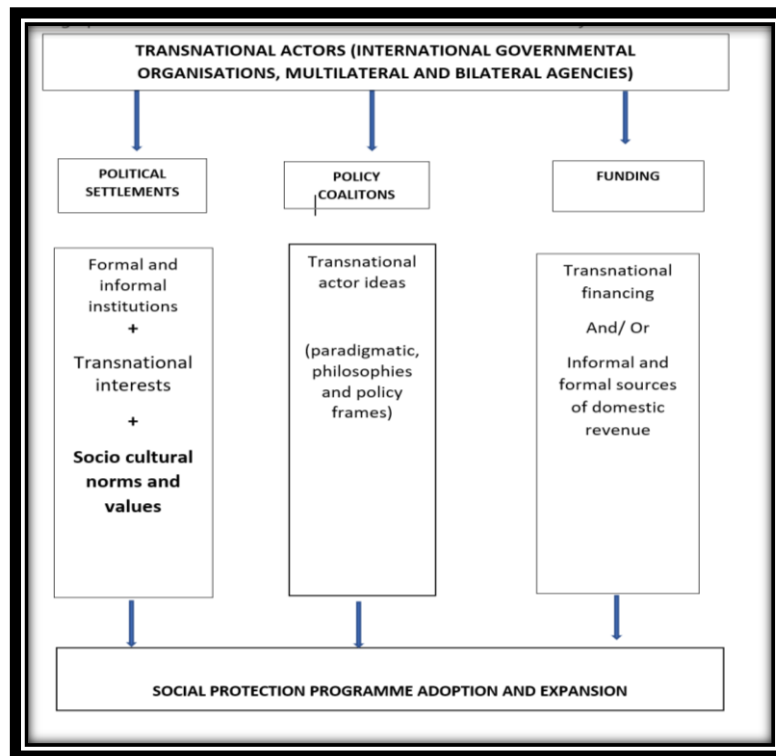 TRANSNATIONAL ACTORS (INTERNATIONAL GOVERNMENTAL
ORGANISATIONS, MULTILATERAL AND BILATERAL AGENCIES)
POLITICAL
SETTLEMENTS
POLICY
COALITONS
FUNDING
Formal and
informal
institutions
+
Transnational
interests
+
Socio cultural
norms and
values
Transnational
actor ideas
(paradigmatic,
philosophies
and policy
frames)
Transnational
financing
And/ Or
Informal and
formal sources
of domestic
revenue
SOCIAL PROTECTION PROGRAMME ADOPTION AND EXPANSION